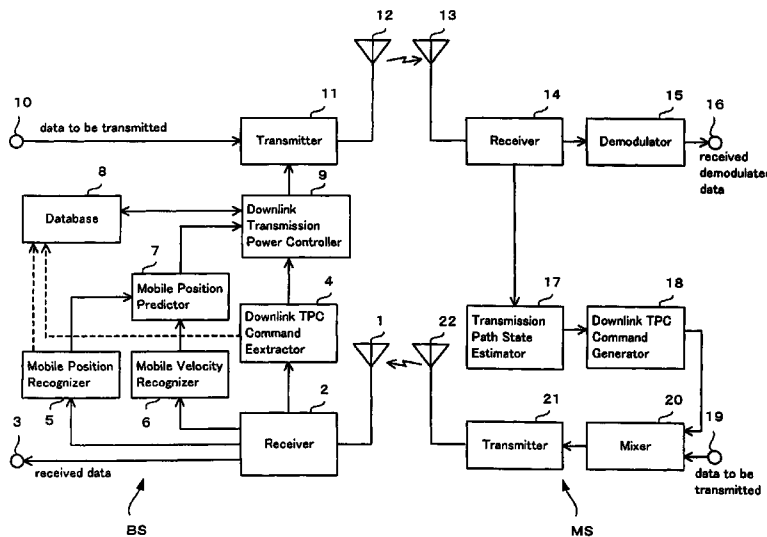 12
13
10
11
14
15
16
data to be transmitted
Transmitter
Receiver
Demodulator
received
demodulated
data
8
9
Database
Downlink
Transmission
Power Controller
7
Mobile Position
Predictor
4
1
22
17
18
Downlink TPC
Command
Eextractor
Transmission
Path State
Estimator
Downlink TPC
Command
Generator
Mobile Position
Recognizer
Mobile Velocity
Recognizer
5
6
2
21
20
19
3
Receiver
Transmitter
Mixer
received data
data to be
transmitted
BS
MS